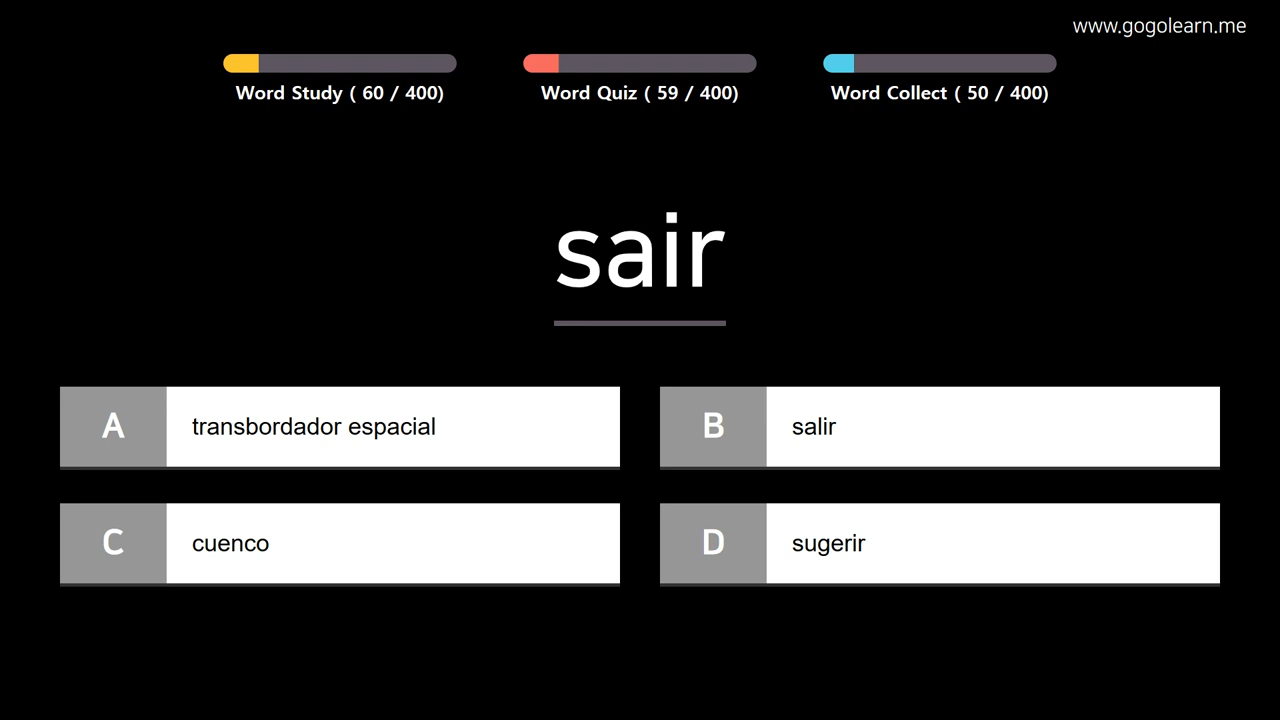 www.gogolearn.me
Word Study ( 60 / 400)
Word Quiz ( 59 / 400)
Word Collect ( 50 / 400)
sair
A transbordador espacial
B salir
C cuenco
D sugerir